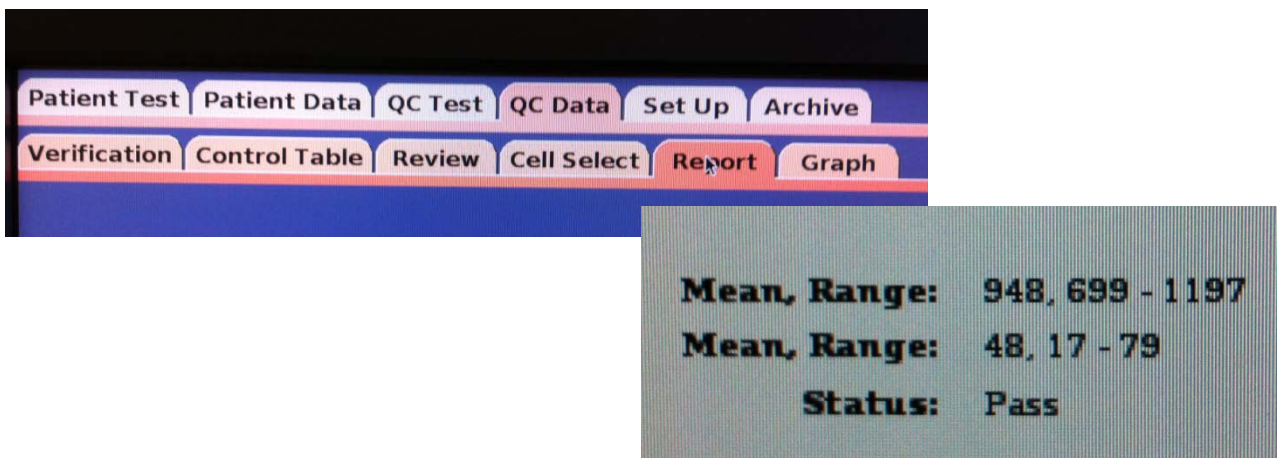 Patient Test Patient Data QC Test QC Data Set Up Archive
Verification Control Table Review Cell Select Report Graph
Mean, Range: 948, 699 - 1197
Mean, Range: 48, 17 - 79
Status: Pass